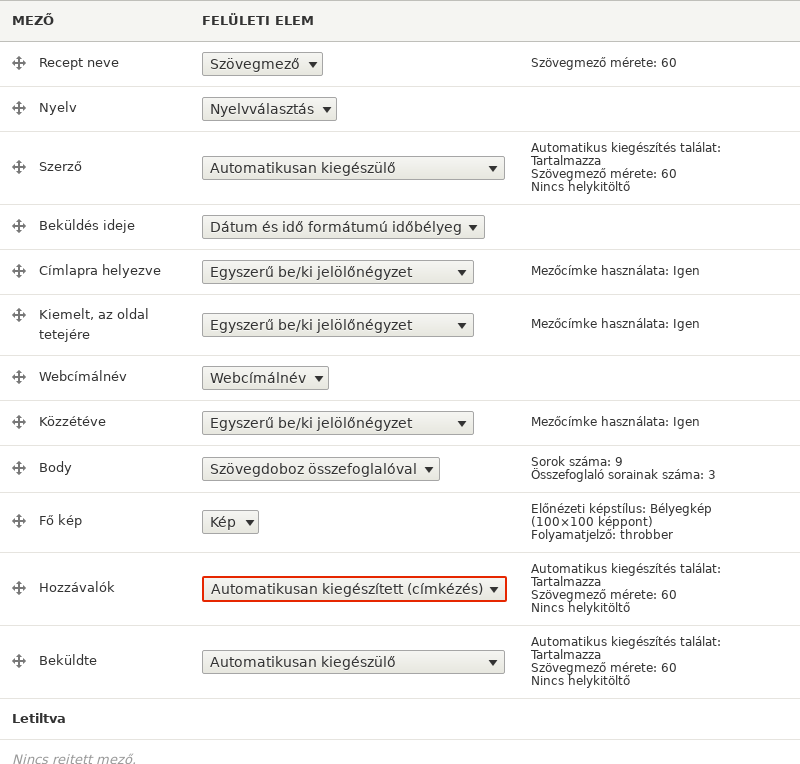 MEZŐ FELÜLETI ELEM
Recept neve Szövegmező Szövegmező mérete: 60
Nyelv Nyelvválasztás
Szerző Automatikusan kiegészülő Automatikus kiegészítés találat:
Tartalmazza
Szövegmező mérete: 60
Nincs helykitöltő
Beküldés ideje Dátum és idő formátumú időbélyeg
Címlapra helyezve Egyszerű be/ki jelölőnégyzet Mezőcímke használata: Igen
Kiemelt, az oldal
tetejére Egyszerű be/ki jelölőnégyzet Mezőcímke használata: Igen
Webcímálnév Webcímálnév
Közzétéve Egyszerű be/ki jelölőnégyzet Mezőcímke használata: Igen
Body Szövegdoboz összefoglalóval Sorok száma: 9
Összefoglaló sorainak száma: 3
Fő kép Kép Előnézeti képstílus: Bélyegkép
(100×100 képpont)
Folyamatjelző: throbber
Hozzávalók Automatikusan kiegészített (címkézés) Automatikus kiegészítés találat:
Tartalmazza
Szövegmező mérete: 60
Nincs helykitöltő
Beküldte Automatikusan kiegészülő Automatikus kiegészítés találat:
Tartalmazza
Szövegmező mérete: 60
Nincs helykitöltő
Letiltva
Nincs reitett mező.